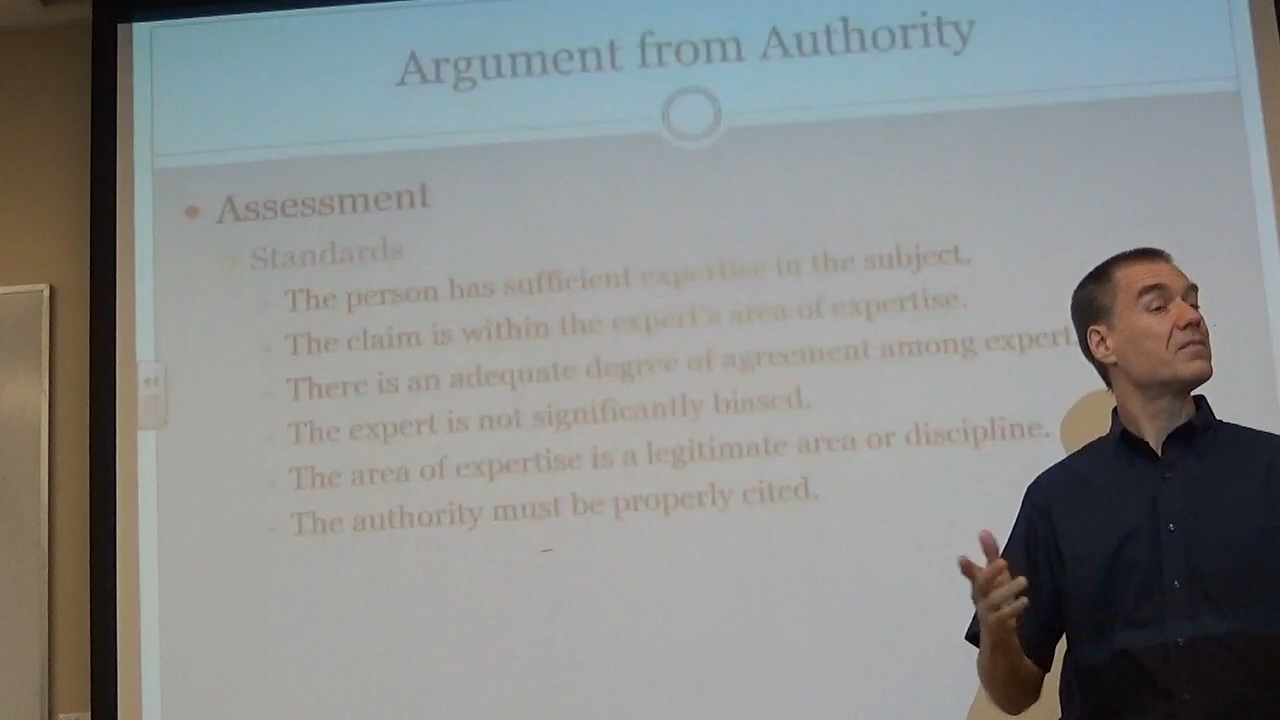 Argument from Authority
Assessment
Standards
The person has sufficient expertise in the subject.
The claim is within the expert's area of expertise.
There is an adequate degree of agreement among expert
The expert is not significantly biased.
The area of expertise is a legitimate area or discipline.
The authority must be properly cited.